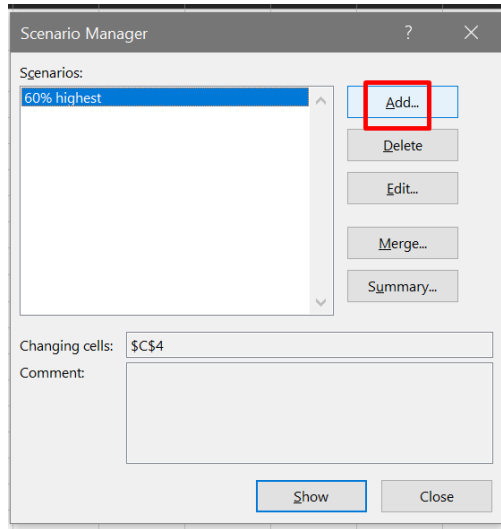 Scenario Manager ?
Scenarios:
60% highest
Add...
Delete
Edit...
Merge...
Summary...
Changing cells: $C$4
Comment:
Show Close